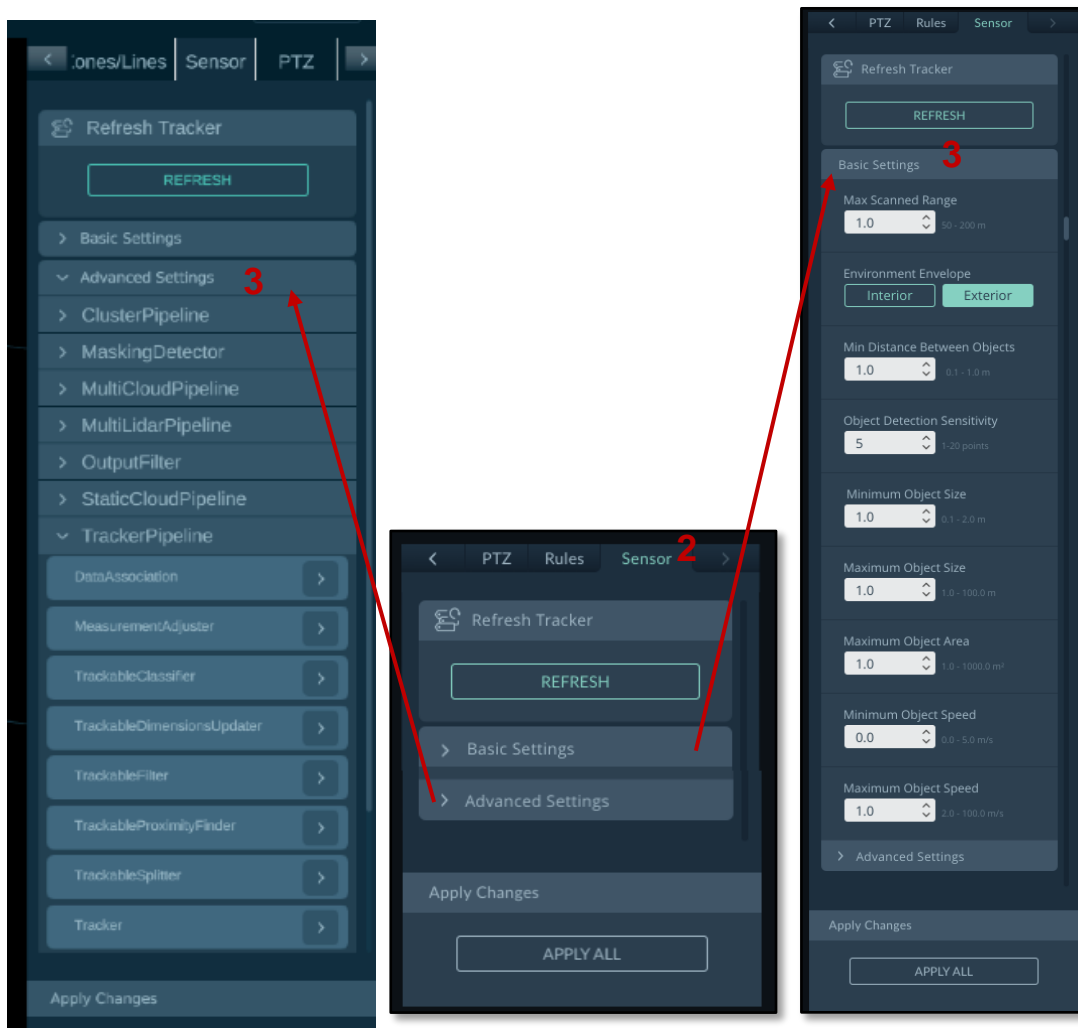 :ones/Lines Sensor PTZ
Refresh Tracker
REFRESH
Basic Settings
Advanced Settings 3
ClusterPipeline
MaskingDetector
MultiCloudPipeline
MultiLidarPipeline
OutputFilter
StaticCloudPipeline
TrackerPipeline
DataAssociation
MeasurementAdjuster
TrackableClassifier
TrackableDimensionsUpdater
TrackableFilter
TrackableProximityFinder
TrackableSplitter
Tracker
Apply Changes
PTZ Rules Sensor 2
Refresh Tracker
REFRESH
Basic Settings
Advanced Settings
Apply Changes
APPLY ALL
PTZ Rules Sensor
Refresh Tracker
REFRESH
Basic Settings 3
Max Scanned Range
1.0 50 - 200 m
Environment Envelope
Interior Exterior
Min Distance Between Objects
1.0 0.1 - 1.0 m
Object Detection Sensitivity
5 1-20 points
Minimum Object Size
1.0 0.1 - 2.0 m
Maximum Object Size
1.0 1.0 - 100.0 m
Maximum Object Area
1.0 1.0 - 1000.0 m²
Minimum Object Speed
0.0 0.0 - 5.0 m/s
Maximum Object Speed
1.0 2.0 - 100.0 m/s
Advanced Settings
Apply Changes
APPLY ALL